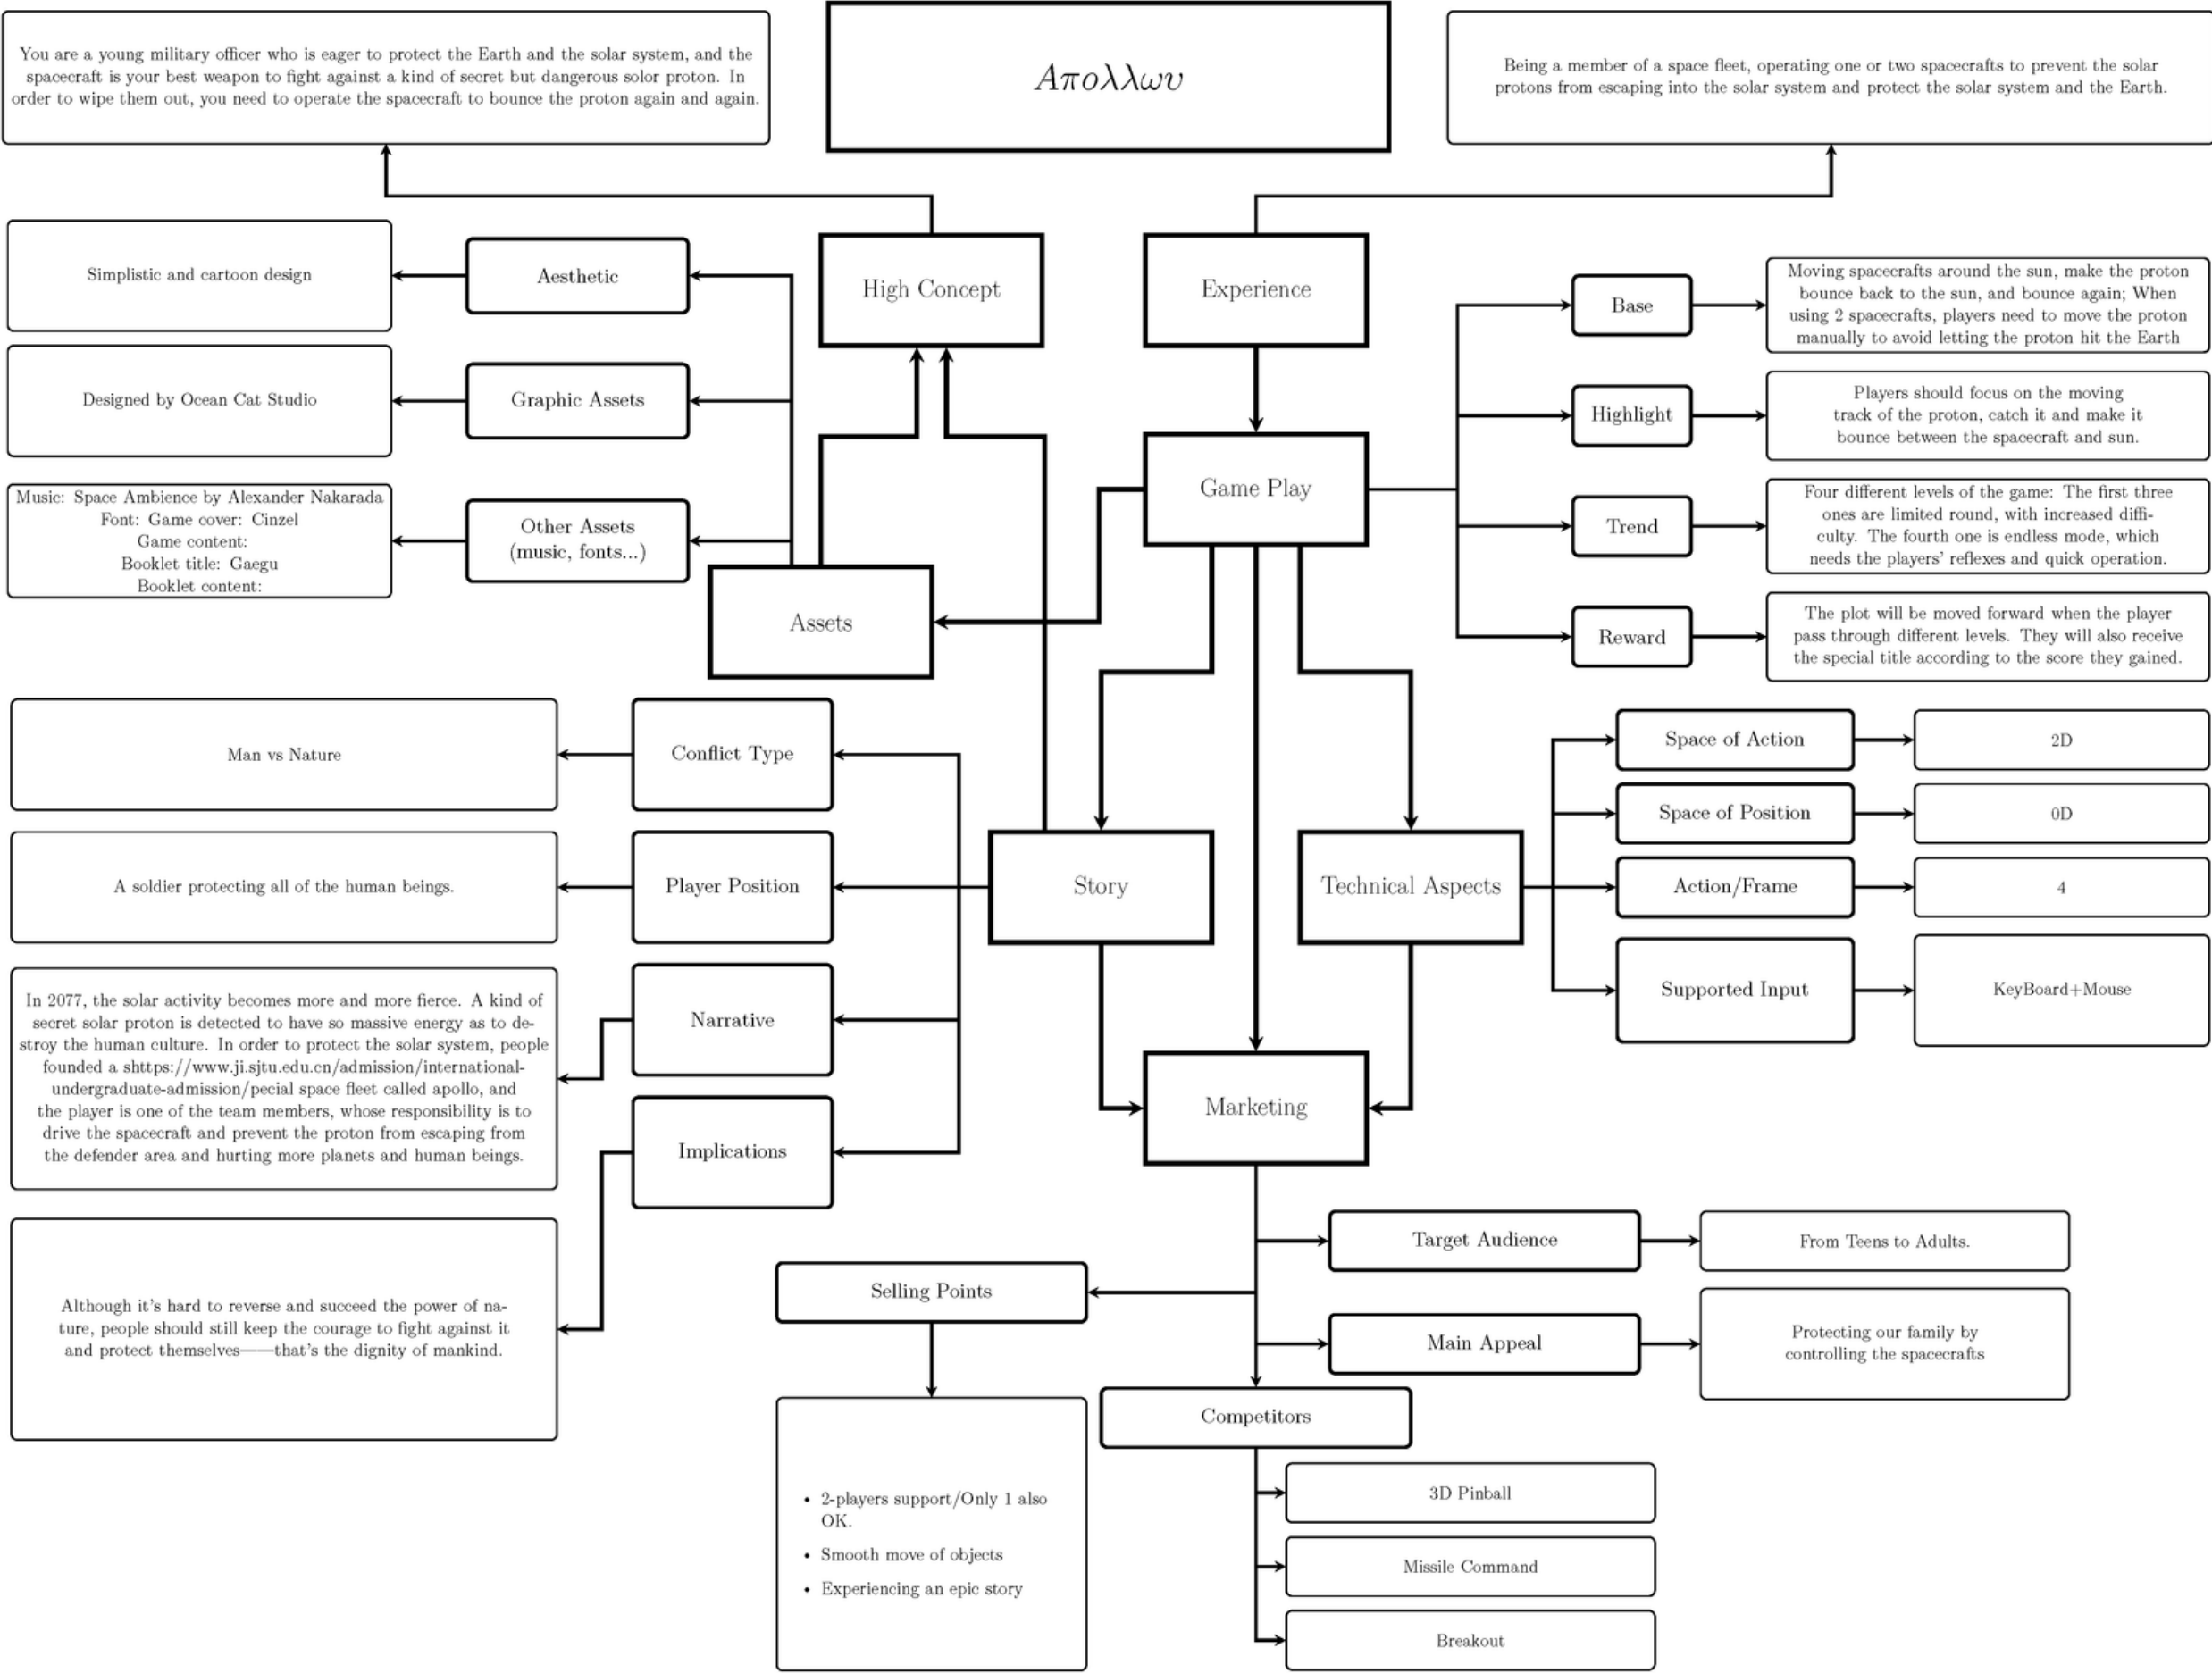 You are a young military officer who is eager to protect the Earth and the solar system, and the
spacecraft is your best weapon to fight against a kind of secret but dangerous solor proton. In
order to wipe them out, you need to operate the spacecraft to bounce the proton again and again.
Απολλωυ
Being a member of a space fleet, operating one or two spacecrafts to prevent the solar
protons from escaping into the solar system and protect the solar system and the Earth.
High Concept
Experience
Simplistic and cartoon design
Aesthetic
Designed by Ocean Cat Studio
Graphic Assets
Music: Space Ambience by Alexander Nakarada
Font: Game cover: Cinzel
Game content:
Booklet title: Gaegu
Booklet content:
Other Assets
(music, fonts...)
Assets
Game Play
Base
Moving spacecrafts around the sun, make the proton
bounce back to the sun, and bounce again; When
using 2 spacecrafts, players need to move the proton
manually to avoid letting the proton hit the Earth
Highlight
Players should focus on the moving
track of the proton, catch it and make it
bounce between the spacecraft and sun.
Trend
Four different levels of the game: The first three
ones are limited round, with increased diffi-
culty. The fourth one is endless mode, which
needs the players' reflexes and quick operation.
Reward
The plot will be moved forward when the player
pass through different levels. They will also receive
the special title according to the score they gained.
Man vs Nature
Conflict Type
A soldier protecting all of the human beings.
Player Position
In 2077, the solar activity becomes more and more fierce. A kind of
secret solar proton is detected to have so massive energy as to de-
stroy the human culture. In order to protect the solar system, people
founded a shttps://www.ji.sjtu.edu.cn/admission/international-
undergraduate-admission/pecial space fleet called apollo, and
the player is one of the team members, whose responsibility is to
drive the spacecraft and prevent the proton from escaping from
the defender area and hurting more planets and human beings.
Narrative
Implications
Although it's hard to reverse and succeed the power of na-
ture, people should still keep the courage to fight against it
and protect themselves——that's the dignity of mankind.
Story
Technical Aspects
Space of Action
2D
Space of Position
0D
Action/Frame
4
Supported Input
KeyBoard+Mouse
Marketing
Target Audience
From Teens to Adults.
Selling Points
Main Appeal
Protecting our family by
controlling the spacecrafts
Competitors
• 2-players support/Only 1 also
OK.
• Smooth move of objects
• Experiencing an epic story
3D Pinball
Missile Command
Breakout